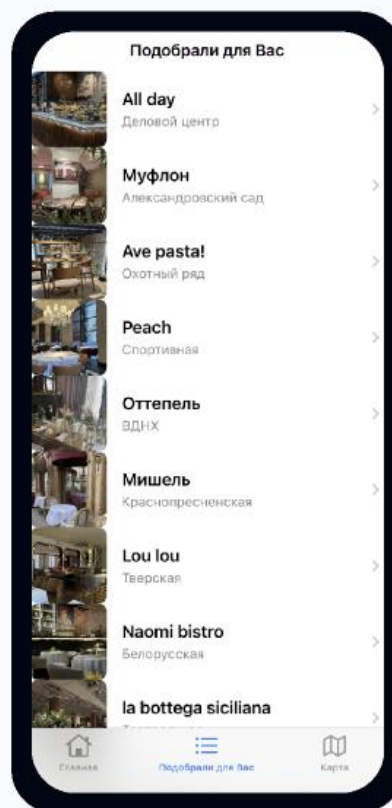 Подобрали для Вас
All day
Деловой центр
Муфлон
Александровский сад
Ave pasta!
Охотный ряд
Peach
Спортивная
Оттепель
ВДНХ
Мишель
Краснопресненская
Lou lou
Тверская
Naomi bistro
Белорусская
la bottega siciliana
Главная
Подобрали для Вас
Карта